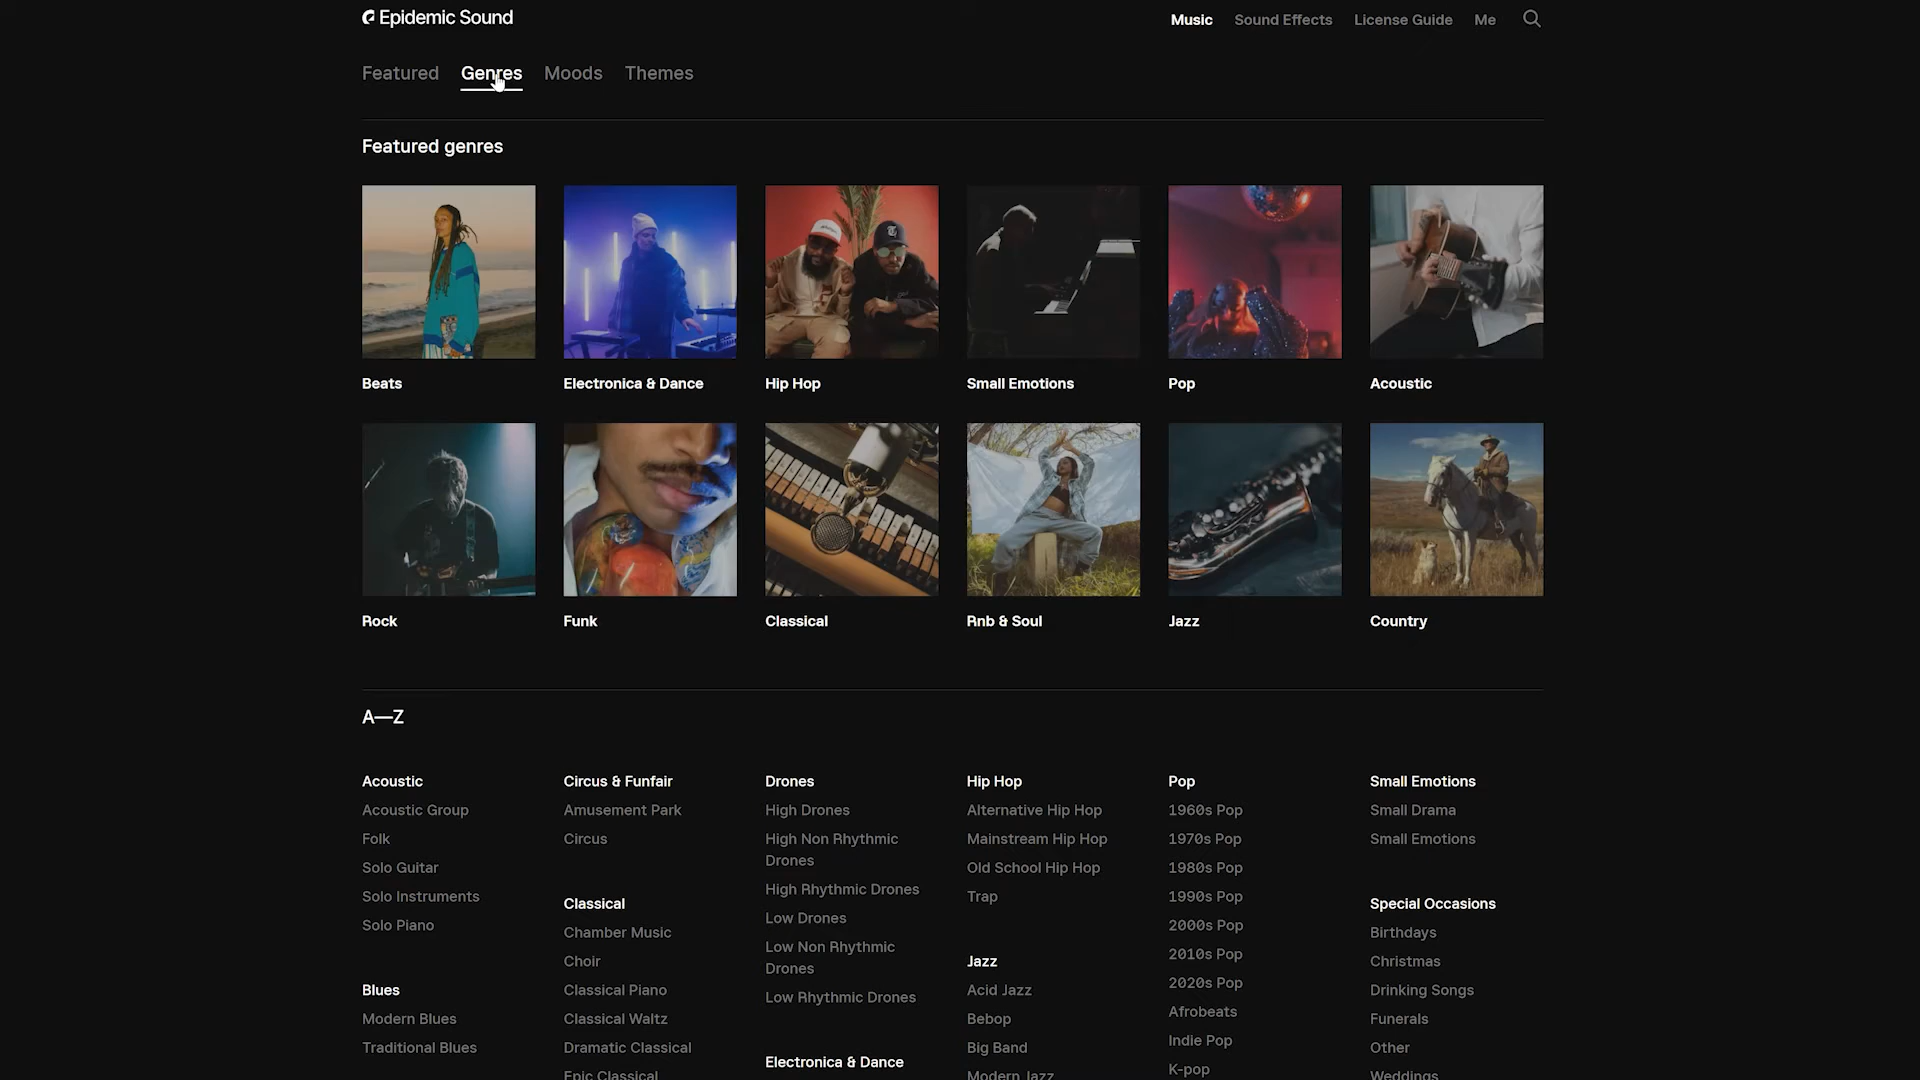 Epidemic Sound
Music Sound Effects License Guide Me
Featured Genres Moods Themes
Featured genres
Beats Electronica & Dance Hip Hop Small Emotions Pop Acoustic
Rock Funk Classical Rnb & Soul Jazz Country
A—Z
Acoustic
Acoustic Group
Folk
Solo Guitar
Solo Instruments
Solo Piano
Blues
Modern Blues
Traditional Blues
Circus & Funfair
Amusement Park
Circus
Classical
Chamber Music
Choir
Classical Piano
Classical Waltz
Dramatic Classical
Epic Classical
Drones
High Drones
High Non Rhythmic
Drones
High Rhythmic Drones
Low Drones
Low Non Rhythmic
Drones
Low Rhythmic Drones
Electronica & Dance
Hip Hop
Alternative Hip Hop
Mainstream Hip Hop
Old School Hip Hop
Trap
Jazz
Acid Jazz
Bebop
Big Band
Modern Jazz
Pop
1960s Pop
1970s Pop
1980s Pop
1990s Pop
2000s Pop
2010s Pop
2020s Pop
Afrobeats
Indie Pop
K-pop
Small Emotions
Small Drama
Small Emotions
Special Occasions
Birthdays
Christmas
Drinking Songs
Funerals
Other
Weddings